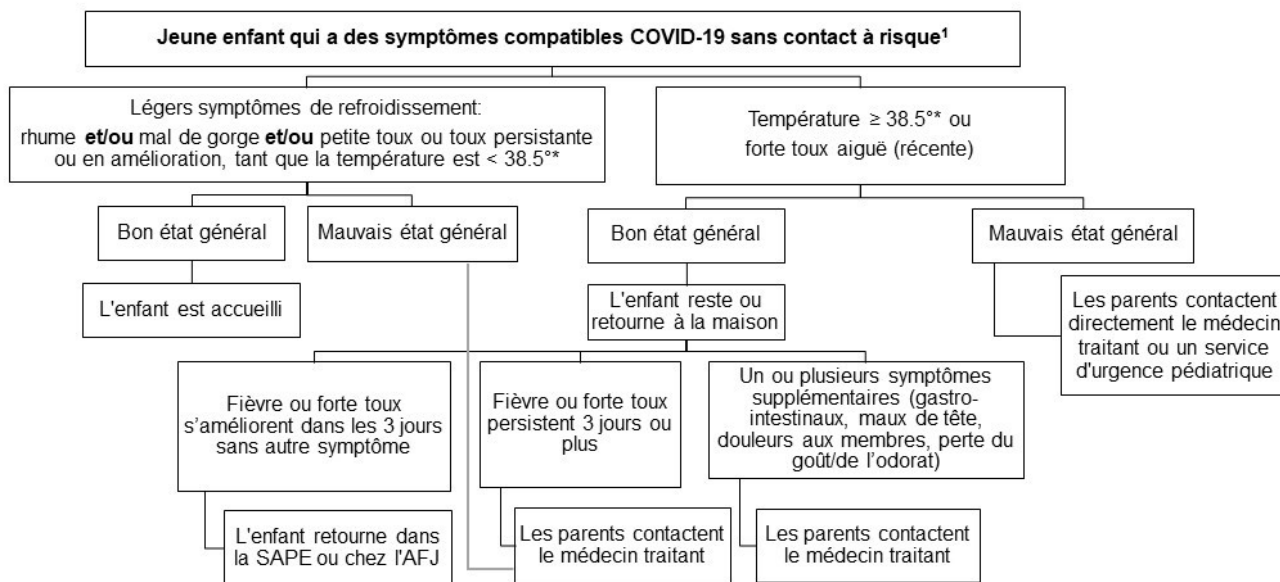 Jeune enfant qui a des symptômes compatibles COVID-19 sans contact à risque¹
Légers symptômes de refroidissement:
rhume et/ou mal de gorge et/ou petite toux ou toux persistante
ou en amélioration, tant que la température est < 38.5°*
Température ≥ 38.5°* ou
forte toux aiguë (récente)
Bon état général
Mauvais état général
Bon état général
Mauvais état général
L'enfant est accueilli
L'enfant reste ou
retourne à la maison
Les parents contactent
directement le médecin
traitant ou un service
d'urgence pédiatrique
Fièvre ou forte toux
s’améliorent dans les 3 jours
sans autre symptôme
Fièvre ou forte toux
persistent 3 jours ou
plus
Un ou plusieurs symptômes
supplémentaires (gastro-
intestinaux, maux de tête,
douleurs aux membres, perte du
goût/de l’odorat)
L'enfant retourne dans
la SAPE ou chez l'AFJ
Les parents contactent
le médecin traitant
Les parents contactent
le médecin traitant